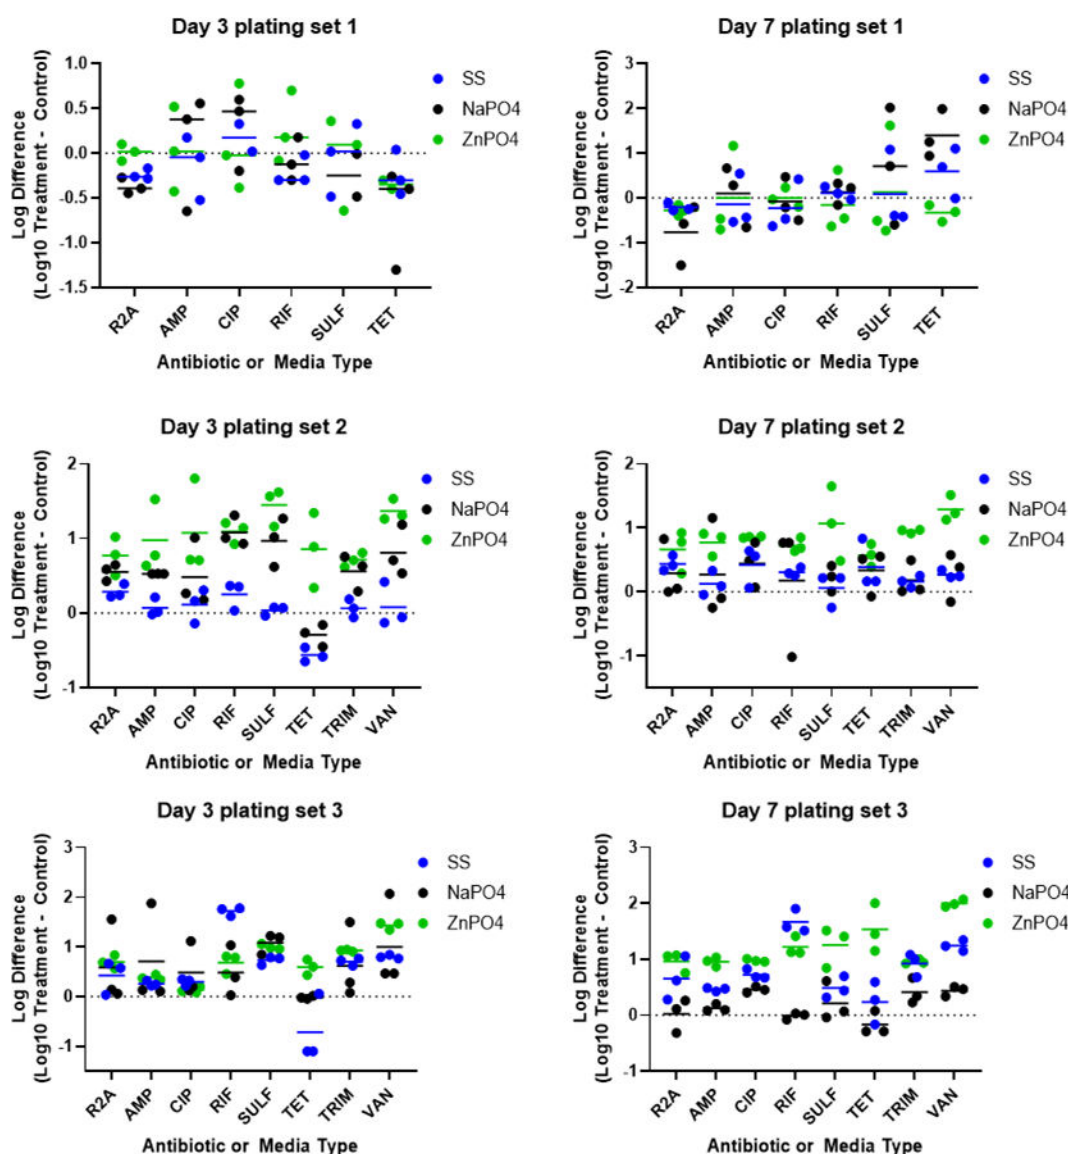 Day 3 plating set 1
Log Difference
(Log10 Treatment - Control)
1.0
0.5
0.0
-0.5
-1.0
-1.5
SS
NaPO4
ZnPO4
R2A
AMP
CIP
RIF
SULF
TET
Antibiotic or Media Type
Day 7 plating set 1
Log Difference
(Log10 Treatment - Control)
3
2
1
0
-1
-2
SS
NaPO4
ZnPO4
R2A
AMP
CIP
RIF
SULF
TET
Antibiotic or Media Type
Day 3 plating set 2
Log Difference
(Log10 Treatment - Control)
2
1
0
-1
SS
NaPO4
ZnPO4
R2A
AMP
CIP
RIF
SULF
TET
TRIM
VAN
Antibiotic or Media Type
Day 7 plating set 2
Log Difference
(Log10 Treatment - Control)
2
1
0
-1
SS
NaPO4
ZnPO4
R2A
AMP
CIP
RIF
SULF
TET
TRIM
VAN
Antibiotic or Media Type
Day 3 plating set 3
Log Difference
(Log10 Treatment - Control)
3
2
1
0
-1
SS
NaPO4
ZnPO4
R2A
AMP
CIP
RIF
SULF
TET
TRIM
VAN
Antibiotic or Media Type
Day 7 plating set 3
Log Difference
(Log10 Treatment - Control)
3
2
1
0
-1
SS
NaPO4
ZnPO4
R2A
AMP
CIP
RIF
SULF
TET
TRIM
VAN
Antibiotic or Media Type